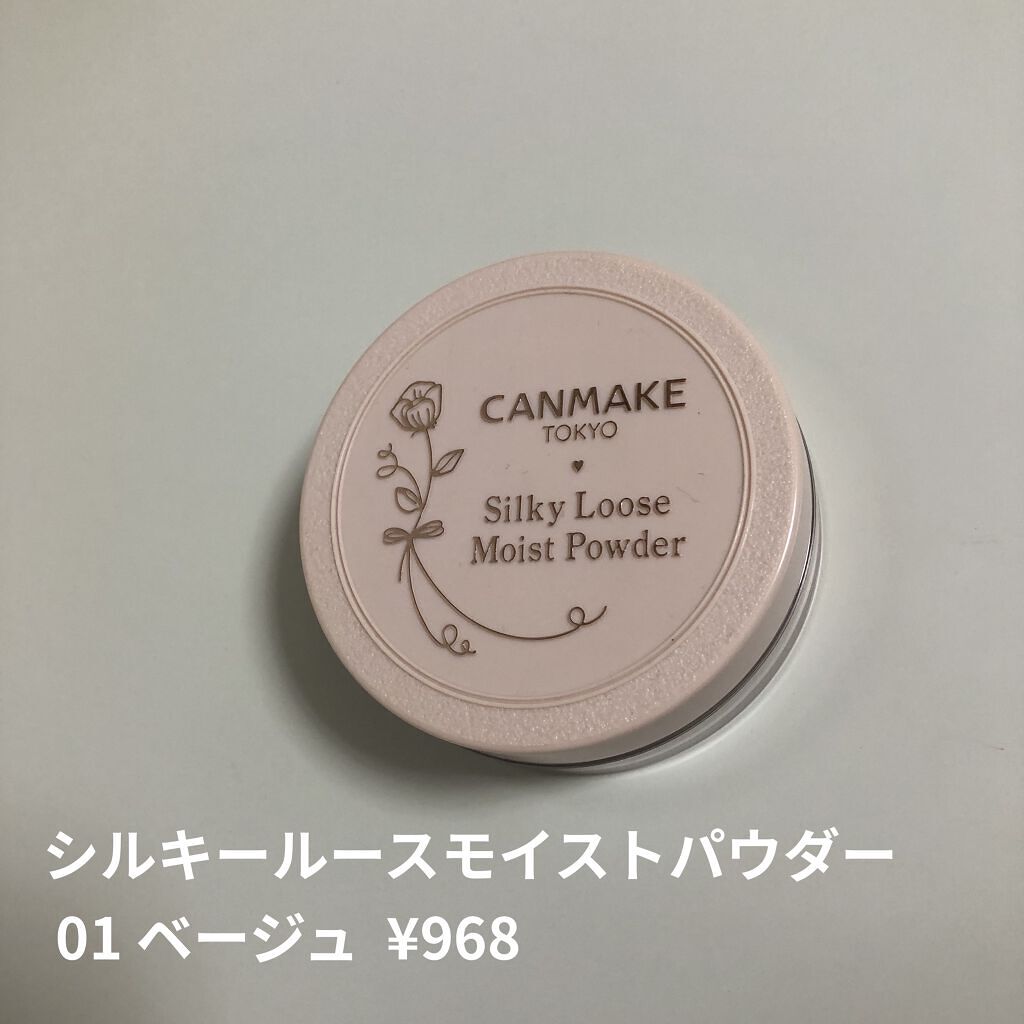 CANMAKE
TOKYO
Silky Loose
Moist Powder
シルキールースモイストパウダー
01 ベージュ ¥968